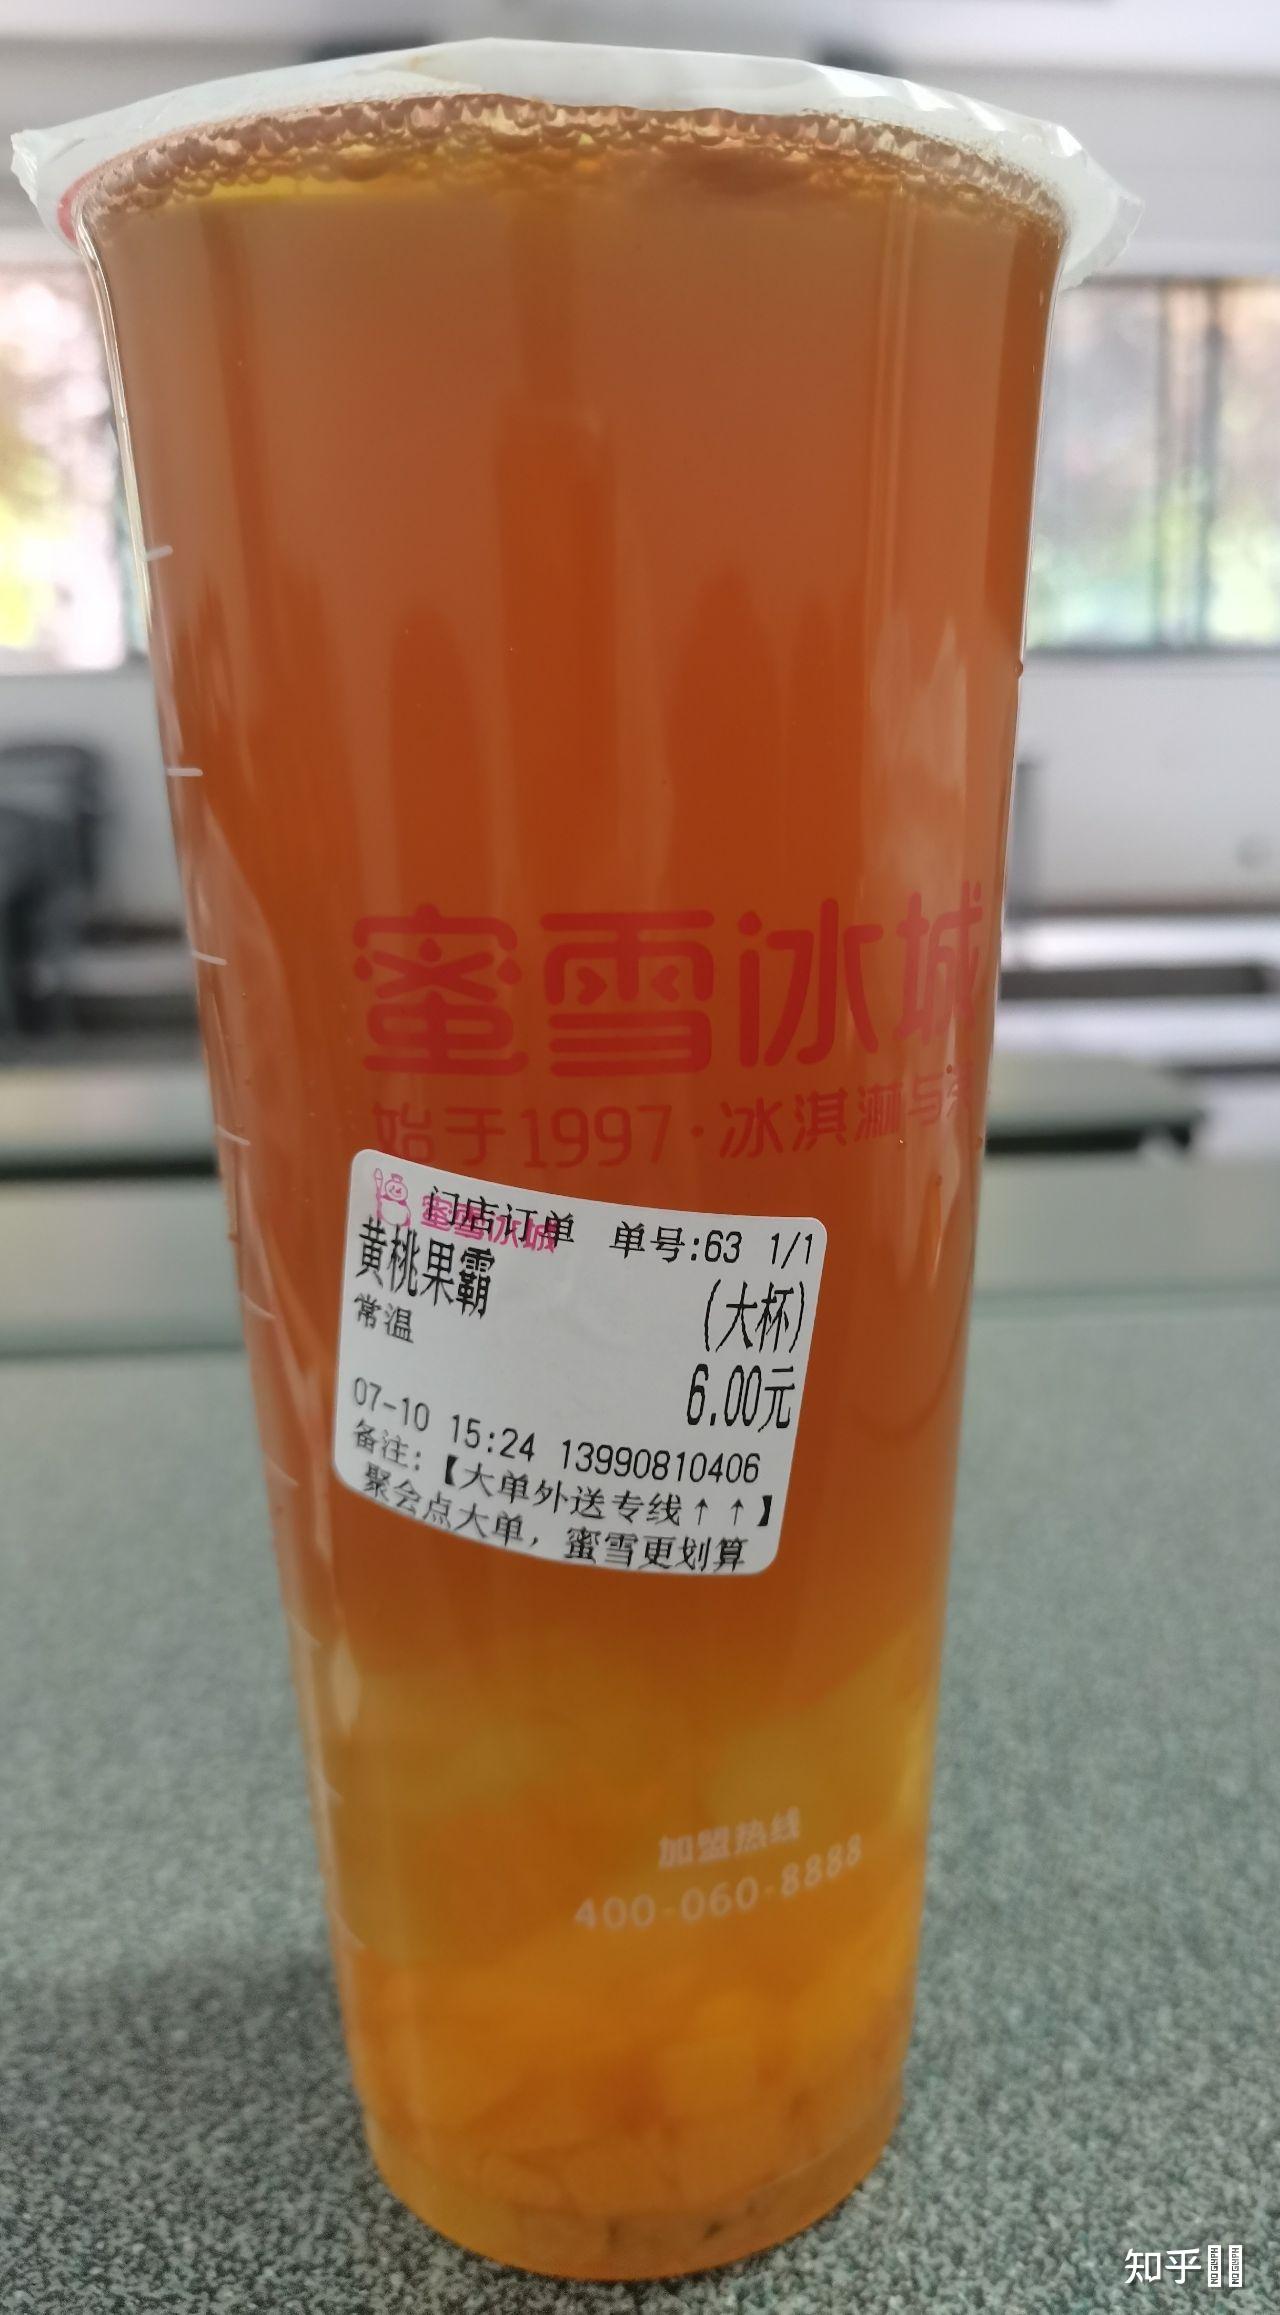 蜜雪冰城
始于1997·冰淇淋与
蜜雪冰城
门店订单 单号:63 1/1
黄桃果霸
(大杯)
常温
6.00元
07-10 15:24 13990810406
备注:【大单外送专线↑↑】
聚会点大单,蜜雪更划算
加盟热线
400-060-8888
知乎